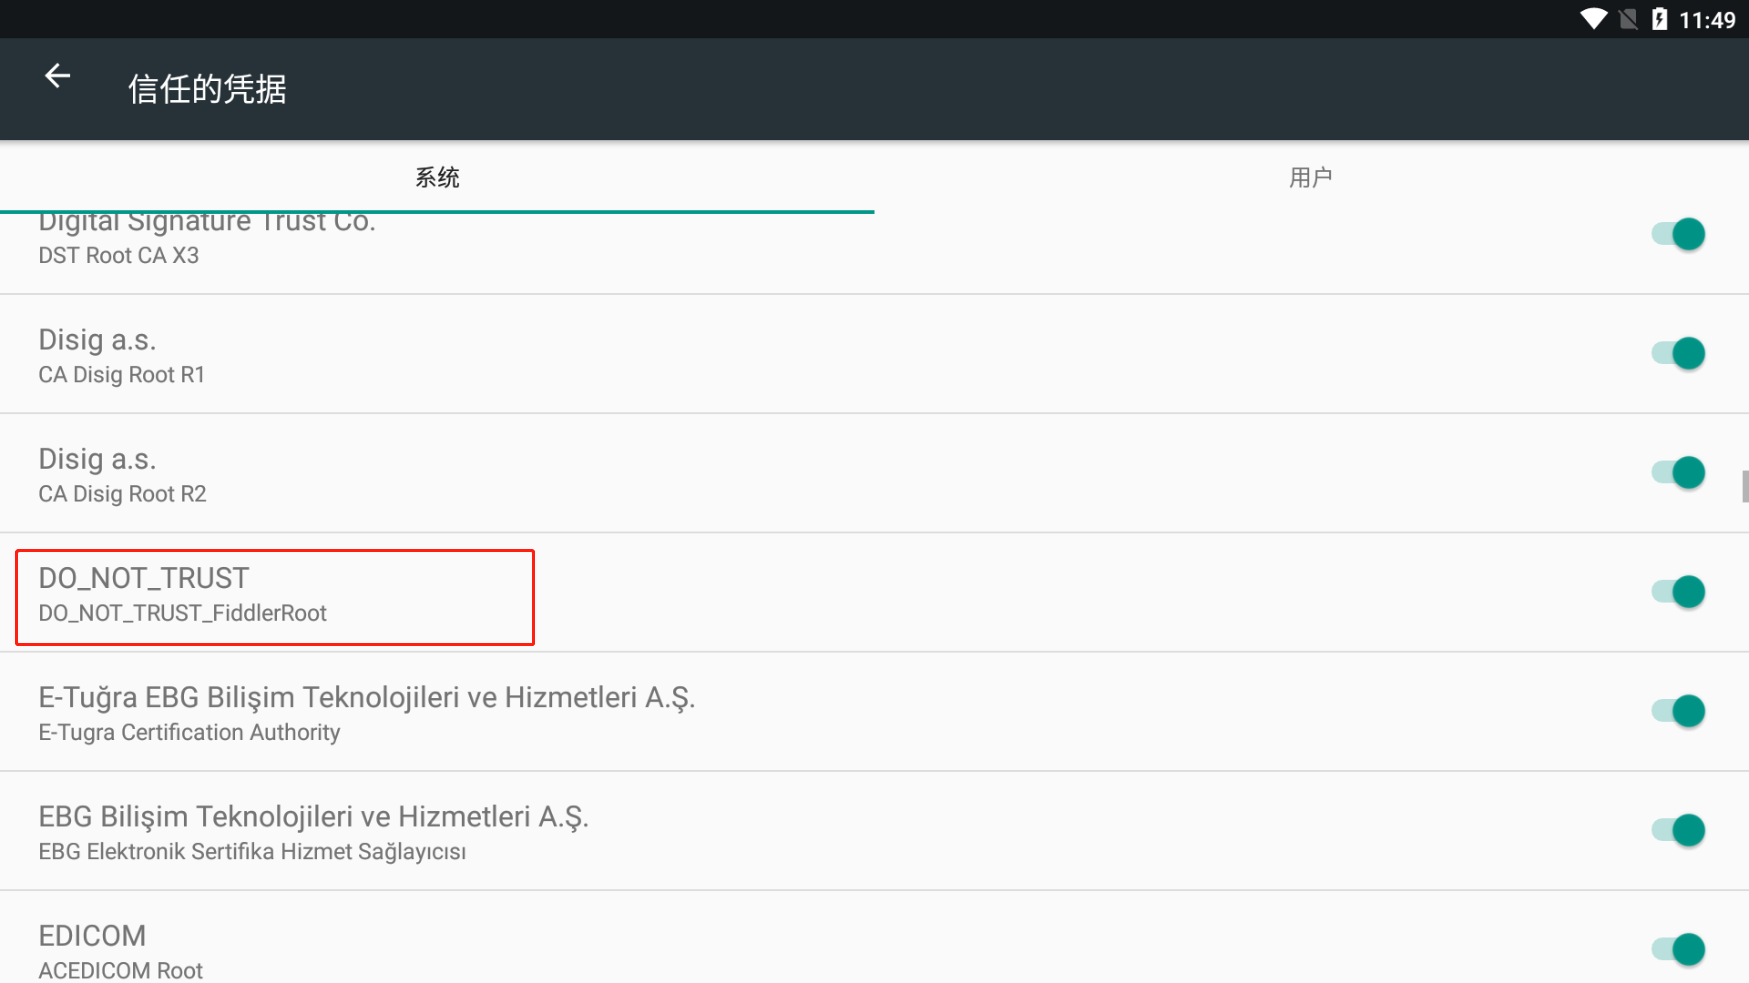 11:49
信任的凭据
系统
用户
Digital Signature Trust Co.
DST Root CA X3
Disig a.s.
CA Disig Root R1
Disig a.s.
CA Disig Root R2
DO_NOT_TRUST
DO_NOT_TRUST_FiddlerRoot
E-Tuğra EBG Bilişim Teknolojileri ve Hizmetleri A.Ş.
E-Tugra Certification Authority
EBG Bilişim Teknolojileri ve Hizmetleri A.Ş.
EBG Elektronik Sertifika Hizmet Sağlayıcısı
EDICOM
ACEDICOM Root